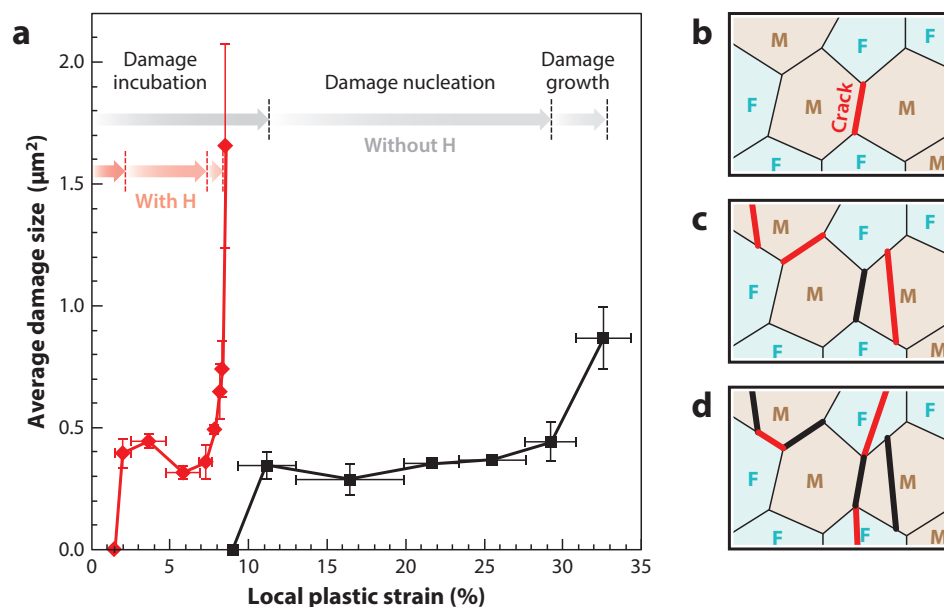 a
Average damage size (μm²)
2.0
1.5
1.0
0.5
0.0
0
5
10
15
20
25
30
35
Local plastic strain (%)
Damage
incubation
Damage nucleation
Damage
growth
Without H
With H
b
M
F
F
F
M
M
Crack
F
F
M
c
M
F
F
F
M
M
F
F
M
d
M
F
F
F
M
M
F
F
M